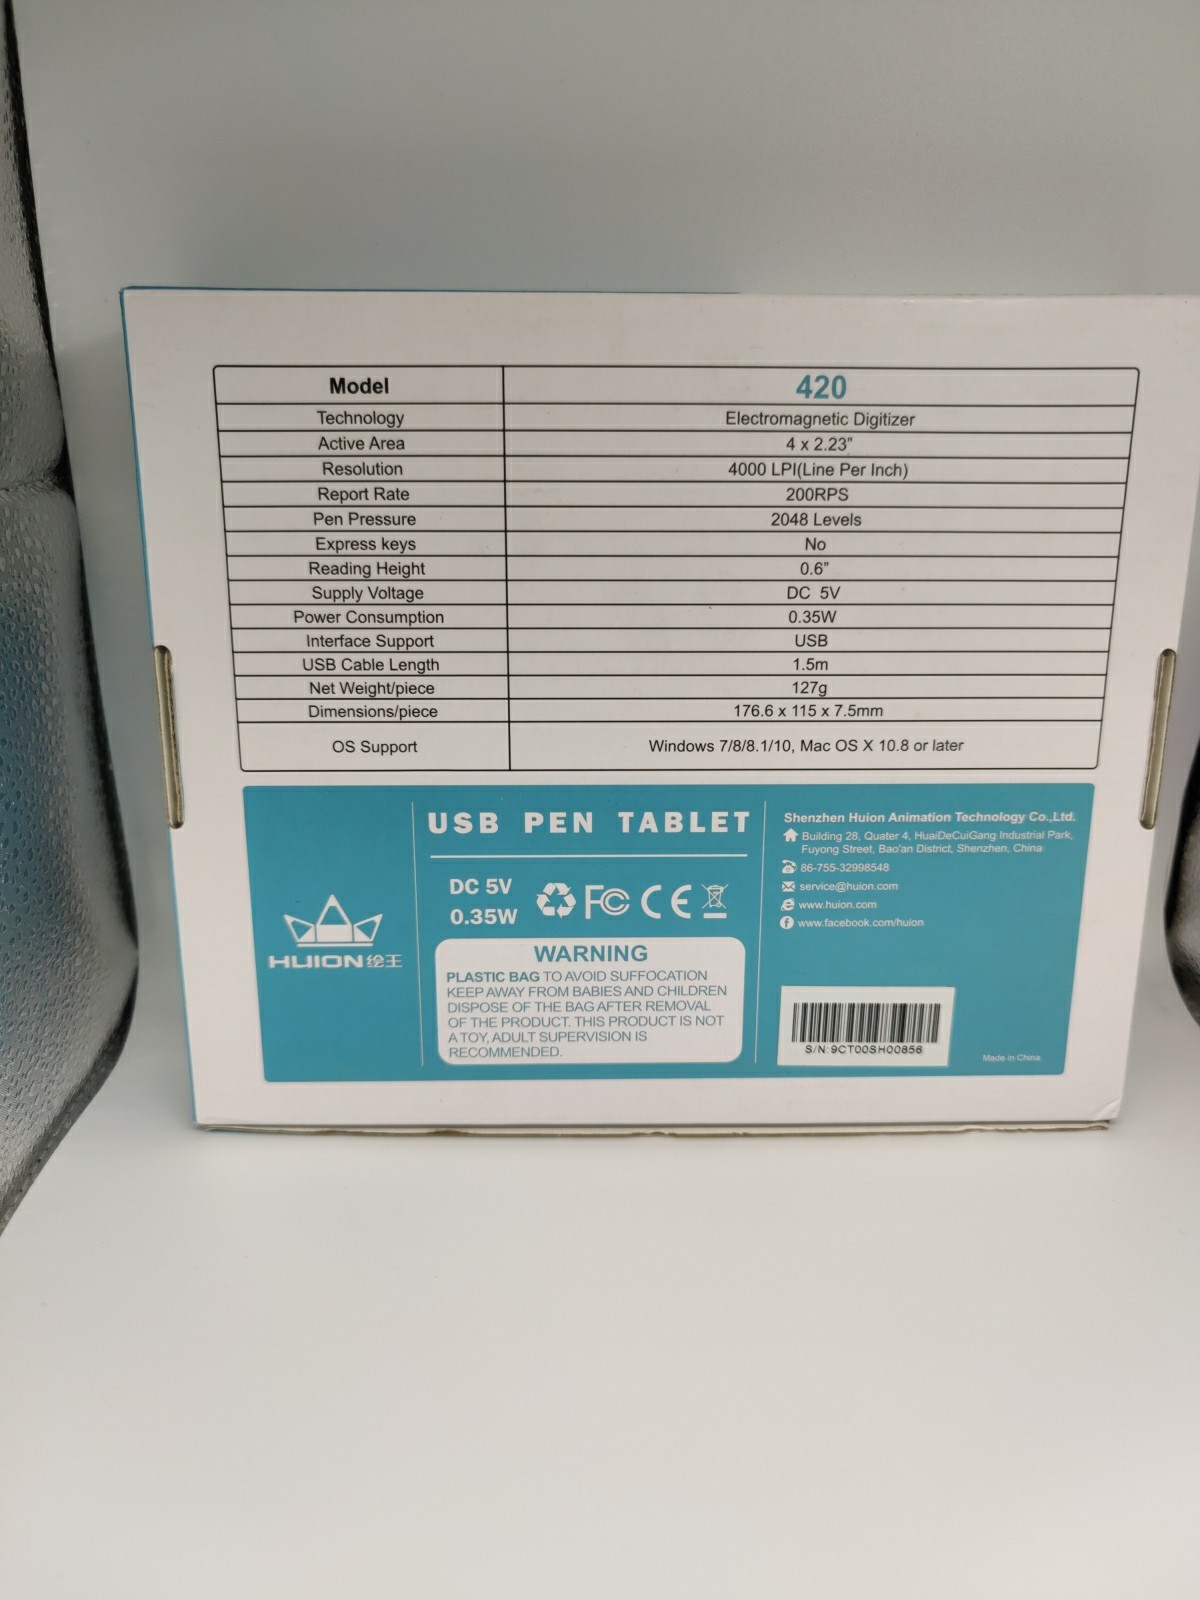 Model 420
Technology Electromagnetic Digitizer
Active Area 4 x 2.23"
Resolution 4000 LPI(Line Per Inch)
Report Rate 200RPS
Pen Pressure 2048 Levels
Express keys No
Reading Height 0.6"
Supply Voltage DC 5V
Power Consumption 0.35W
Interface Support USB
USB Cable Length 1.5m
Net Weight/piece 127g
Dimensions/piece 176.6 x 115 x 7.5mm
OS Support Windows 7/8/8.1/10, Mac OS X 10.8 or later
HUION 绘王
USB PEN TABLET
DC 5V
0.35W
FC CE
WARNING
PLASTIC BAG TO AVOID SUFFOCATION
KEEP AWAY FROM BABIES AND CHILDREN
DISPOSE OF THE BAG AFTER REMOVAL
OF THE PRODUCT. THIS PRODUCT IS NOT
A TOY, ADULT SUPERVISION IS
RECOMMENDED.
Shenzhen Huion Animation Technology Co.,Ltd.
Building 28, Quater 4, HuaiDeCuiGang Industrial Park,
Fuyong Street, Bao'an District, Shenzhen, China
86-755-32998548
service@huion.com
www.huion.com
www.facebook.com/huion
S/N:9CT00SH00856
Made in China